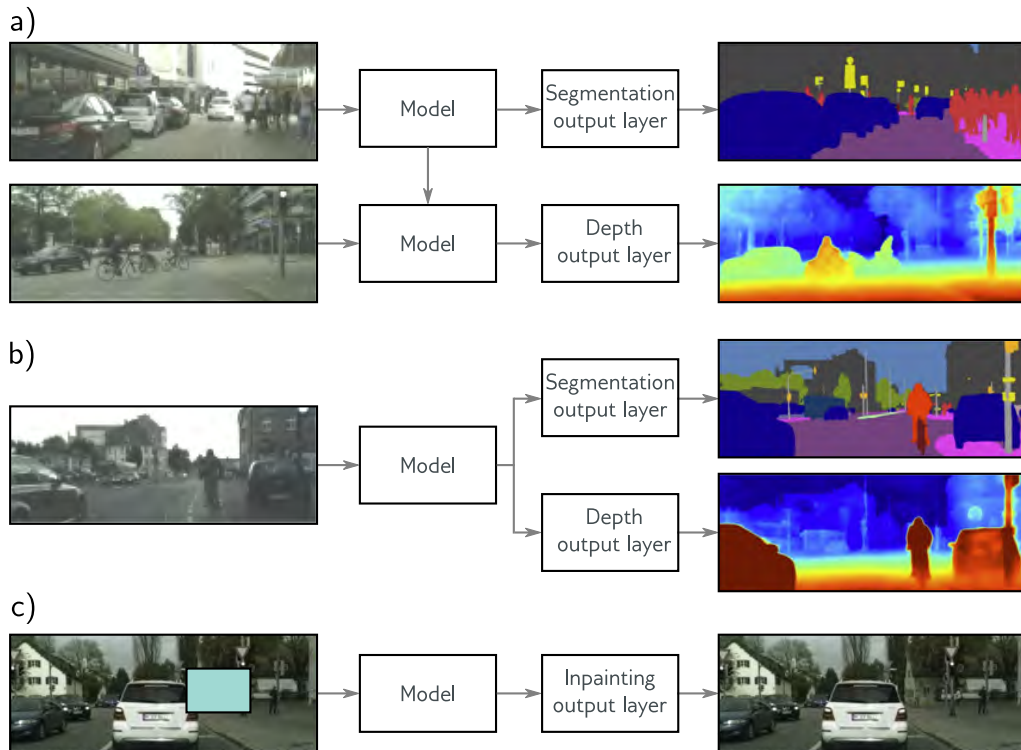 a)
Model
Segmentation
output layer
Model
Depth
output layer
b)
Segmentation
output layer
Model
Depth
output layer
c)
Model
Inpainting
output layer